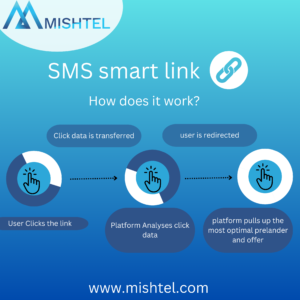 MISHTEL
SMS smart link
How does it work?
Click data is transferred
user is redirected
User Clicks the link
Platform Analyses click
data
platform pulls up the
most optimal prelander
and offer
www.mishtel.com